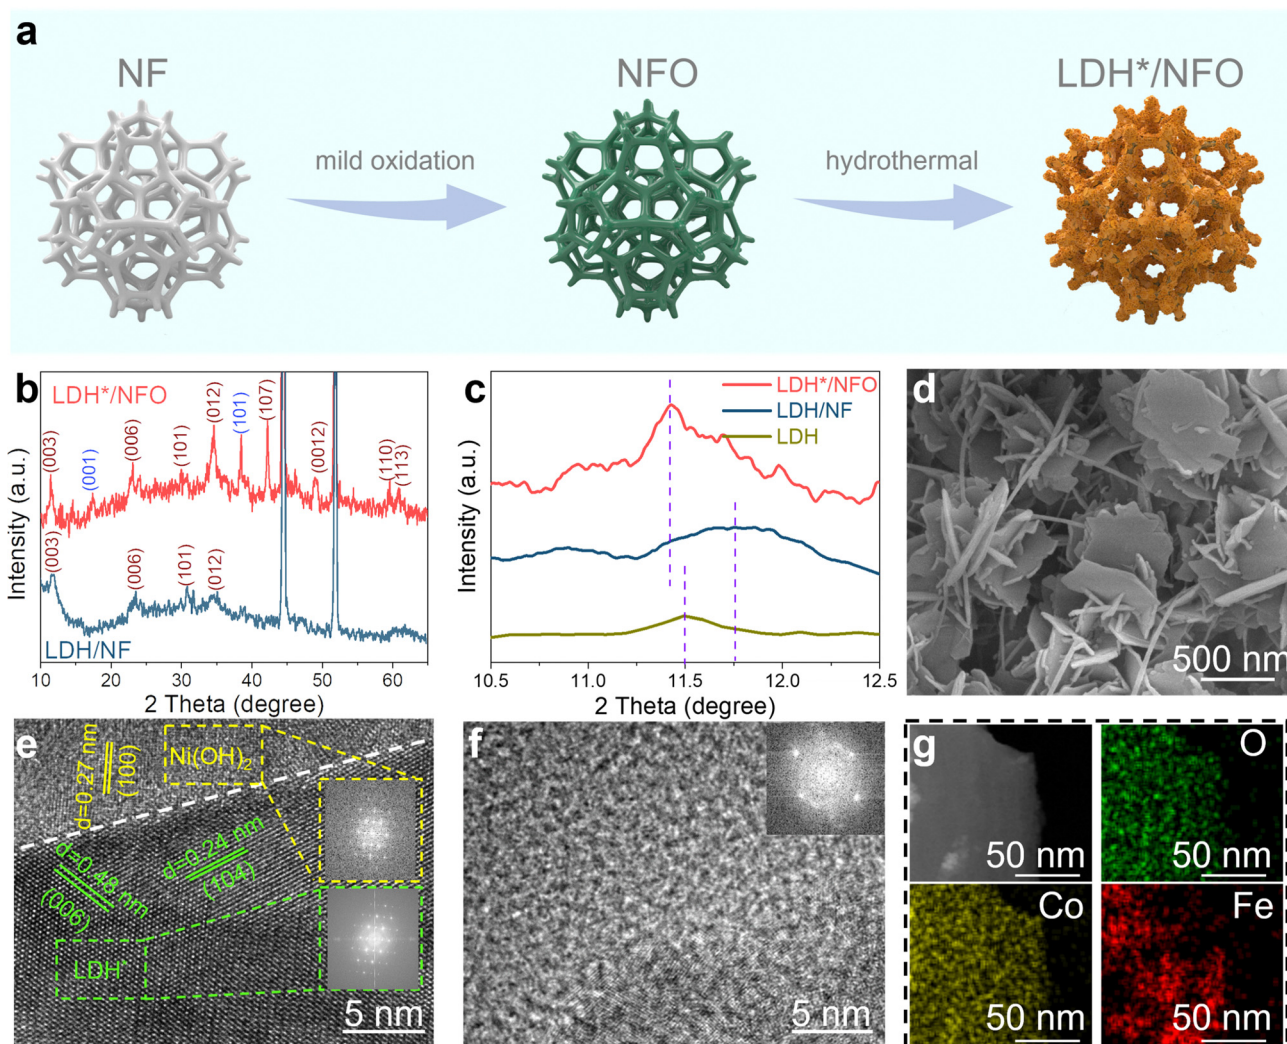 a
NF
NFO
LDH*/NFO
mild oxidation
hydrothermal
b
LDH*/NFO
(003)
(001)
(006)
(101)
(012)
(101)
(107)
(0012)
(110)
(113)
(003)
(006)
(101)
(012)
LDH/NF
Intensity (a.u.)
10 20 30 40 50 60
2 Theta (degree)
c
LDH*/NFO
LDH/NF
LDH
Intensity (a.u.)
10.5 11.0 11.5 12.0 12.5
2 Theta (degree)
d
500 nm
e
d=0.27 nm
(100)
Ni(OH)₂
d=0.24 nm
(104)
d=0.48 nm
(006)
LDH*
5 nm
f
5 nm
g
50 nm
O
50 nm
Co
50 nm
Fe
50 nm